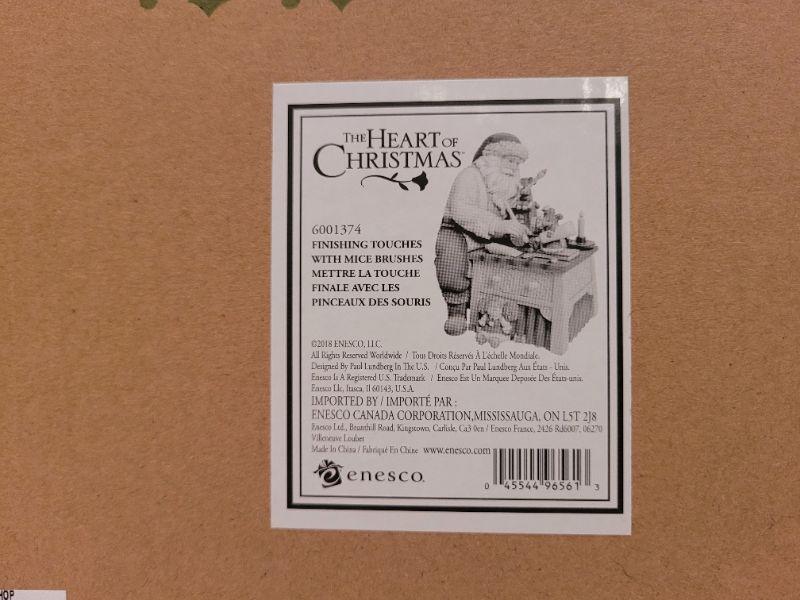 THE HEART OF
CHRISTMAS™
6001374
FINISHING TOUCHES
WITH MICE BRUSHES
METTRE LA TOUCHE
FINALE AVEC LES
PINCEAUX DES SOURIS
©2018 ENESCO, LLC.
All Rights Reserved Worldwide / Tous Droits Réservés À L'échelle Mondiale.
Designed By Paul Lundberg In The U.S. / Conçu Par Paul Lundberg Aux États - Unis.
Enesco Is A Registered U.S. Trademark / Enesco Est Un Marquee Deposée Des États-unis.
Enesco Llc, Itasca, Il 60143, U.S.A.
IMPORTED BY / IMPORTÉ PAR :
ENESCO CANADA CORPORATION,MISSISSAUGA, ON L5T 2J8
Enesco Ltd., Brunthill Road, Kingstown, Carlisle, Ca3 0en / Enesco France, 2426 Rd6007, 06270
Villeneuve Loubet
Made In China / Fabriqué En Chine www.enesco.com
enesco.
0 45544 96561 3
HOP